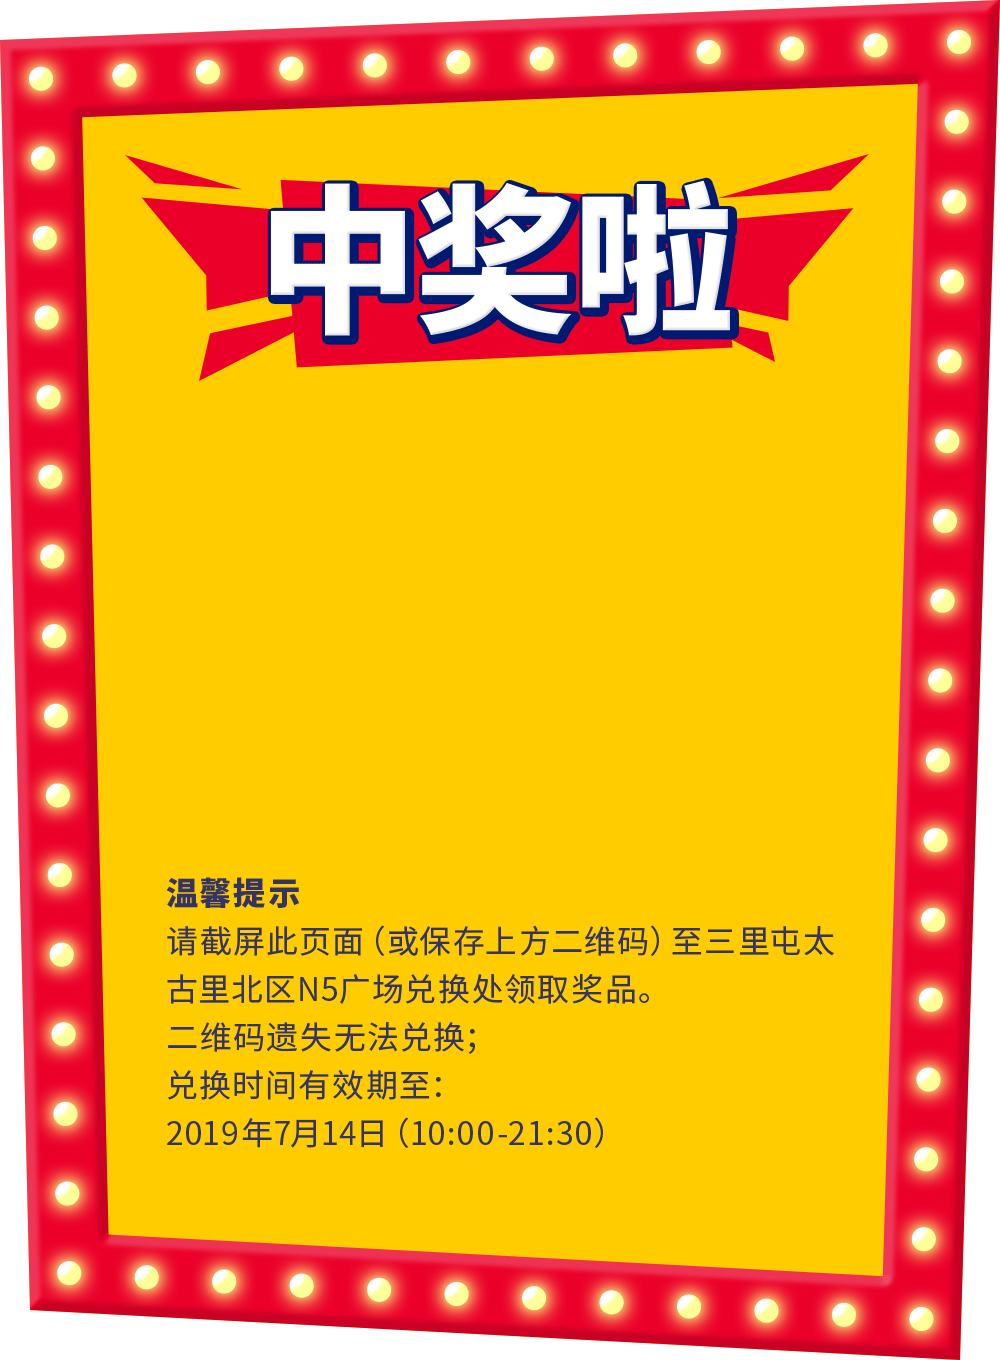 中奖啦
温馨提示
请截屏此页面（或保存上方二维码）至三里屯太
古里北区N5广场兑换处领取奖品。
二维码遗失无法兑换；
兑换时间有效期至：
2019年7月14日（10:00-21:30）